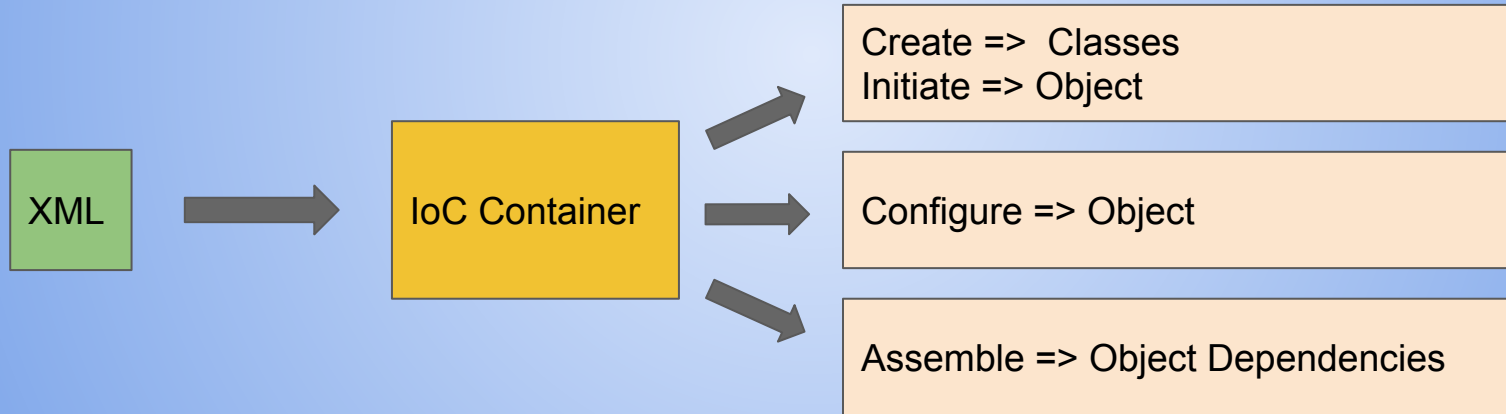 Create => Classes
Initiate => Object
XML
IoC Container
Configure => Object
Assemble => Object Dependencies